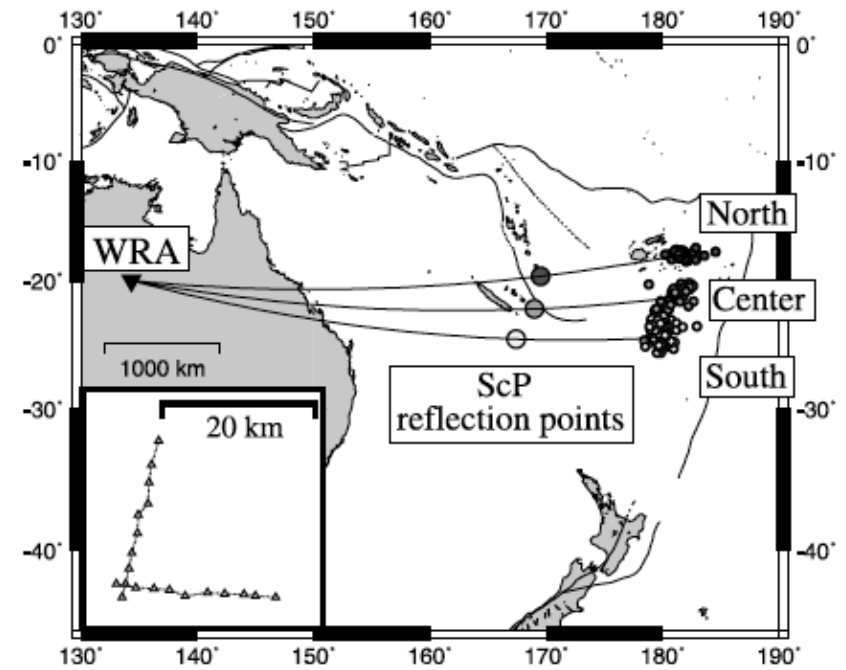 130˚ 140˚ 150˚ 160˚ 170˚ 180˚ 190˚
0˚ 0˚
-10˚ -10˚
North
WRA
-20˚ -20˚
Center
1000 km
South
ScP
reflection points
-30˚ -30˚
20 km
-40˚ -40˚
130˚ 140˚ 150˚ 160˚ 170˚ 180˚ 190˚